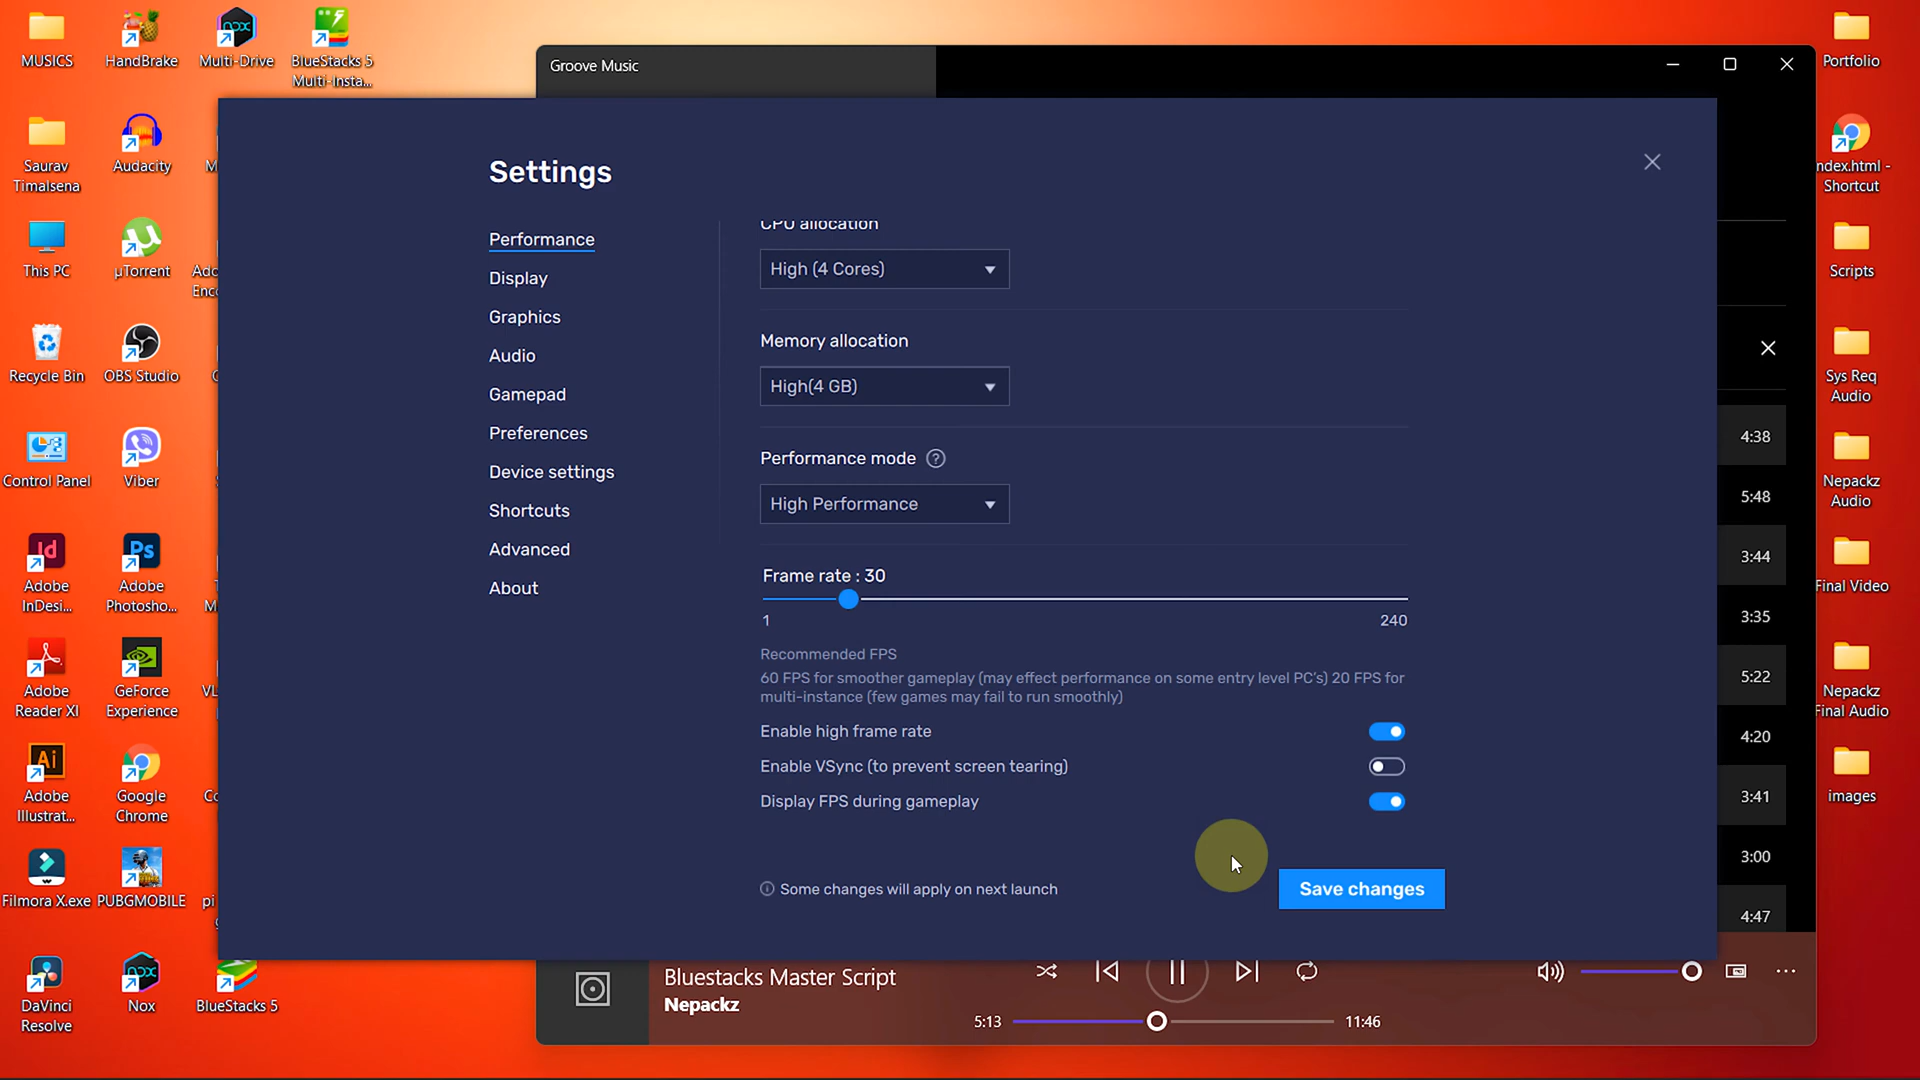 MUSICS
HandBrake
Multi-Drive
BlueStacks 5
Multi-Insta...
Groove Music
Portfolio
Saurav
Timalsena
Audacity
ndex.html -
Shortcut
This PC
µTorrent
Scripts
Recycle Bin
OBS Studio
Sys Req
Audio
Control Panel
Viber
Nepackz
Audio
Adobe
InDesi...
Adobe
Photosho...
Final Video
Adobe
Reader XI
GeForce
Experience
Nepackz
Final Audio
Adobe
Illustrat...
Google
Chrome
images
Filmora X.exe
PUBGMOBILE
DaVinci
Resolve
Nox
BlueStacks 5
Settings
Performance
Display
Graphics
Audio
Gamepad
Preferences
Device settings
Shortcuts
Advanced
About
CPU allocation
High (4 Cores)
Memory allocation
High(4 GB)
Performance mode
High Performance
Frame rate : 30
1
240
Recommended FPS
60 FPS for smoother gameplay (may effect performance on some entry level PC's) 20 FPS for
multi-instance (few games may fail to run smoothly)
Enable high frame rate
Enable VSync (to prevent screen tearing)
Display FPS during gameplay
Some changes will apply on next launch
Save changes
4:38
5:48
3:44
3:35
5:22
4:20
3:41
3:00
4:47
Bluestacks Master Script
Nepackz
5:13
11:46